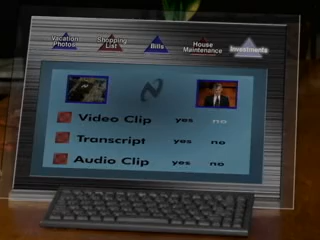 Vacation Photos
Shopping List
Bills
House Maintenance
Investments
Video Clip yes no
Transcript yes no
Audio Clip yes no